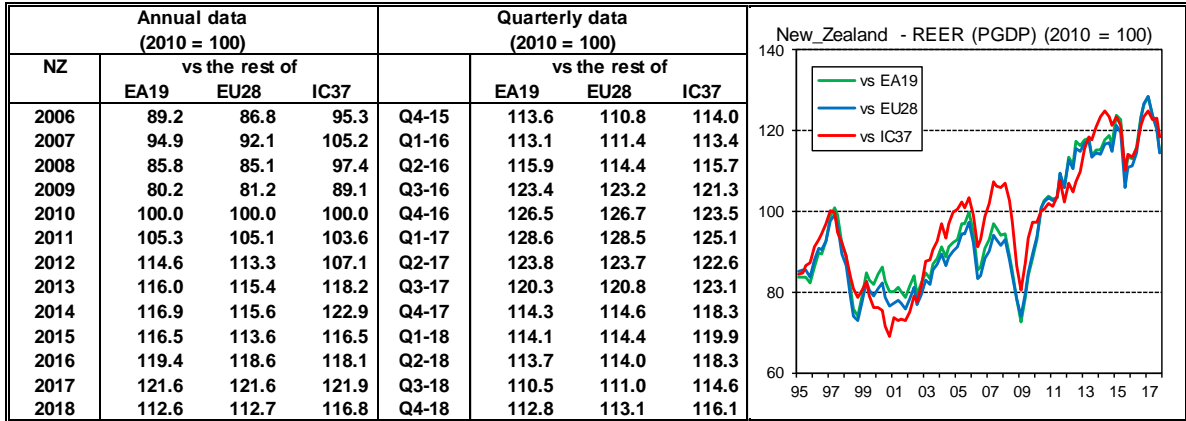 Annual data Quarterly data
(2010 = 100) (2010 = 100)
NZ vs the rest of vs the rest of
EA19 EU28 IC37 EA19 EU28 IC37
2006 89.2 86.8 95.3 Q4-15 113.6 110.8 114.0
2007 94.9 92.1 105.2 Q1-16 113.1 111.4 113.4
2008 85.8 85.1 97.4 Q2-16 115.9 114.4 115.7
2009 80.2 81.2 89.1 Q3-16 123.4 123.2 121.3
2010 100.0 100.0 100.0 Q4-16 126.5 126.7 123.5
2011 105.3 105.1 103.6 Q1-17 128.6 128.5 125.1
2012 114.6 113.3 107.1 Q2-17 123.8 123.7 122.6
2013 116.0 115.4 118.2 Q3-17 120.3 120.8 123.1
2014 116.9 115.6 122.9 Q4-17 114.3 114.6 118.3
2015 116.5 113.6 116.5 Q1-18 114.1 114.4 119.9
2016 119.4 118.6 118.1 Q2-18 113.7 114.0 118.3
2017 121.6 121.6 121.9 Q3-18 110.5 111.0 114.6
2018 112.6 112.7 116.8 Q4-18 112.8 113.1 116.1
New_Zealand - REER (PGDP) (2010 = 100)
140
vs EA19
vs EU28
vs IC37
120
100
80
60
95 97 99 01 03 05 07 09 11 13 15 17